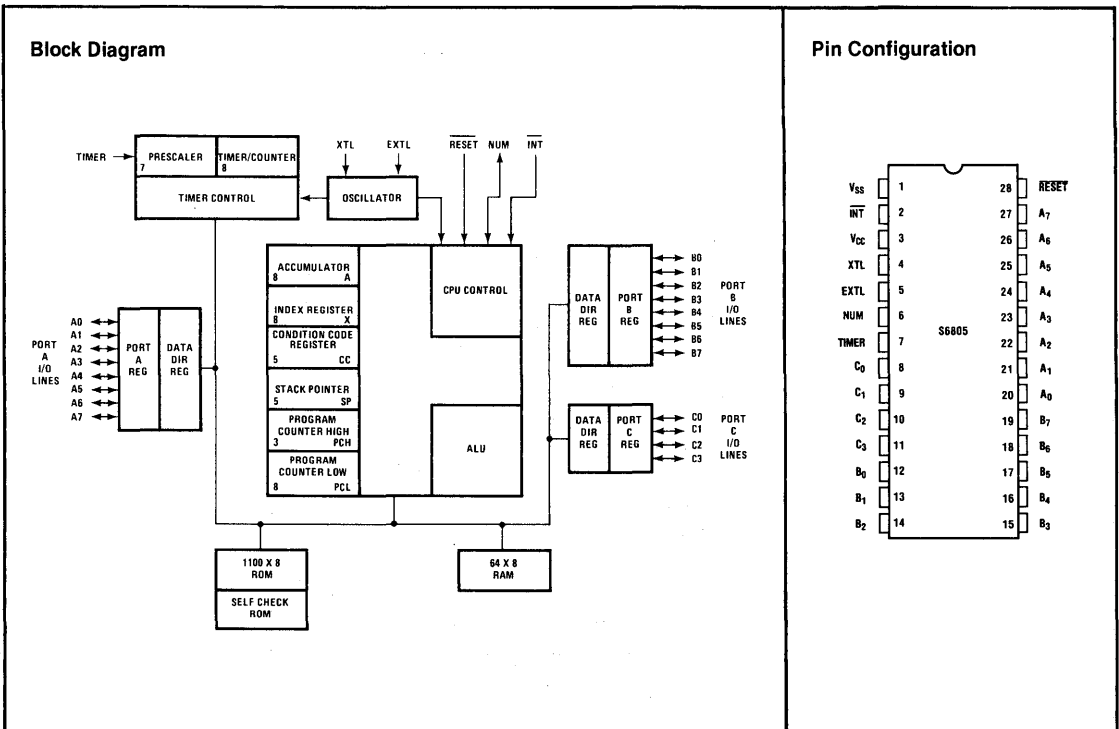 Block Diagram
TIMER
PRESCALER
7
TIMER/COUNTER
8
TIMER CONTROL
XTL
EXTL
OSCILLATOR
RESET
NUM
INT
ACCUMULATOR
8 A
INDEX REGISTER
8 X
CONDITION CODE
REGISTER
5 CC
STACK POINTER
5 SP
PROGRAM
COUNTER HIGH
3 PCH
PROGRAM
COUNTER LOW
8 PCL
CPU CONTROL
ALU
PORT
A
I/O
LINES
A0
A1
A2
A3
A4
A5
A6
A7
PORT
A
REG
DATA
DIR
REG
DATA
DIR
REG
PORT
B
REG
B0
B1
B2
B3
B4
B5
B6
B7
PORT
B
I/O
LINES
DATA
DIR
REG
PORT
C
REG
C0
C1
C2
C3
PORT
C
I/O
LINES
1100 X 8
ROM
SELF CHECK
ROM
64 X 8
RAM
Pin Configuration
S6805
VSS 1 28 RESET
INT 2 27 A7
VCC 3 26 A6
XTL 4 25 A5
EXTL 5 24 A4
NUM 6 23 A3
TIMER 7 22 A2
C0 8 21 A1
C1 9 20 A0
C2 10 19 B7
C3 11 18 B6
B0 12 17 B5
B1 13 16 B4
B2 14 15 B3